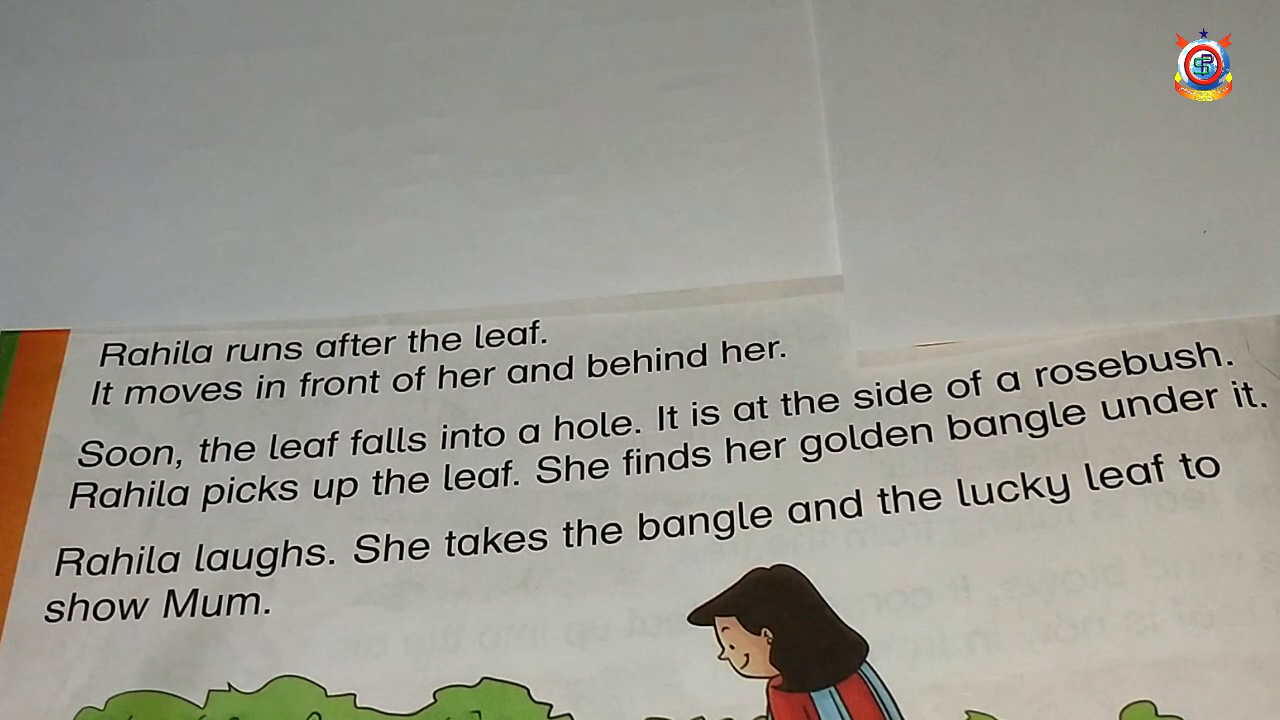 Rahila runs after the leaf.
It moves in front of her and behind her.
Soon, the leaf falls into a hole. It is at the side of a rosebush.
Rahila picks up the leaf. She finds her golden bangle under it.
Rahila laughs. She takes the bangle and the lucky leaf to
show Mum.